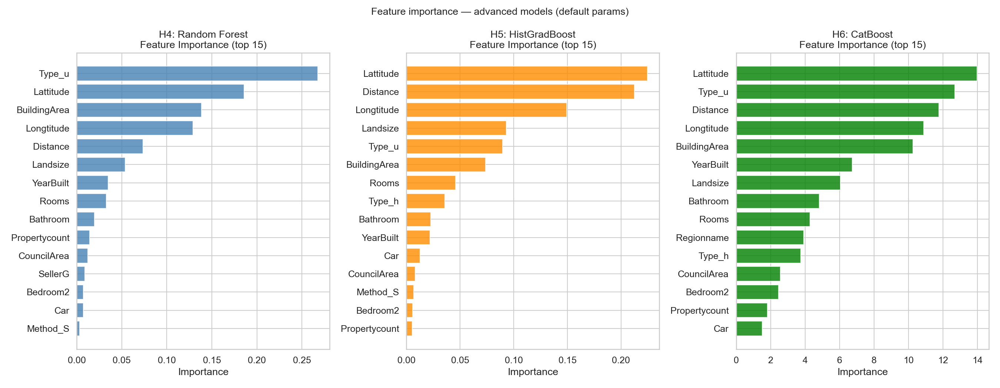 Feature importance — advanced models (default params)
H4: Random Forest
Feature Importance (top 15)
Type_u
Lattitude
BuildingArea
Longtitude
Distance
Landsize
YearBuilt
Rooms
Bathroom
Propertycount
CouncilArea
SellerG
Bedroom2
Car
Method_S
0.00 0.05 0.10 0.15 0.20 0.25
Importance
H5: HistGradBoost
Feature Importance (top 15)
Lattitude
Distance
Longtitude
Landsize
Type_u
BuildingArea
Rooms
Type_h
Bathroom
YearBuilt
Car
CouncilArea
Method_S
Bedroom2
Propertycount
0.00 0.05 0.10 0.15 0.20
Importance
H6: CatBoost
Feature Importance (top 15)
Lattitude
Type_u
Distance
Longtitude
BuildingArea
YearBuilt
Landsize
Bathroom
Rooms
Regionname
Type_h
CouncilArea
Bedroom2
Propertycount
Car
0 2 4 6 8 10 12 14
Importance